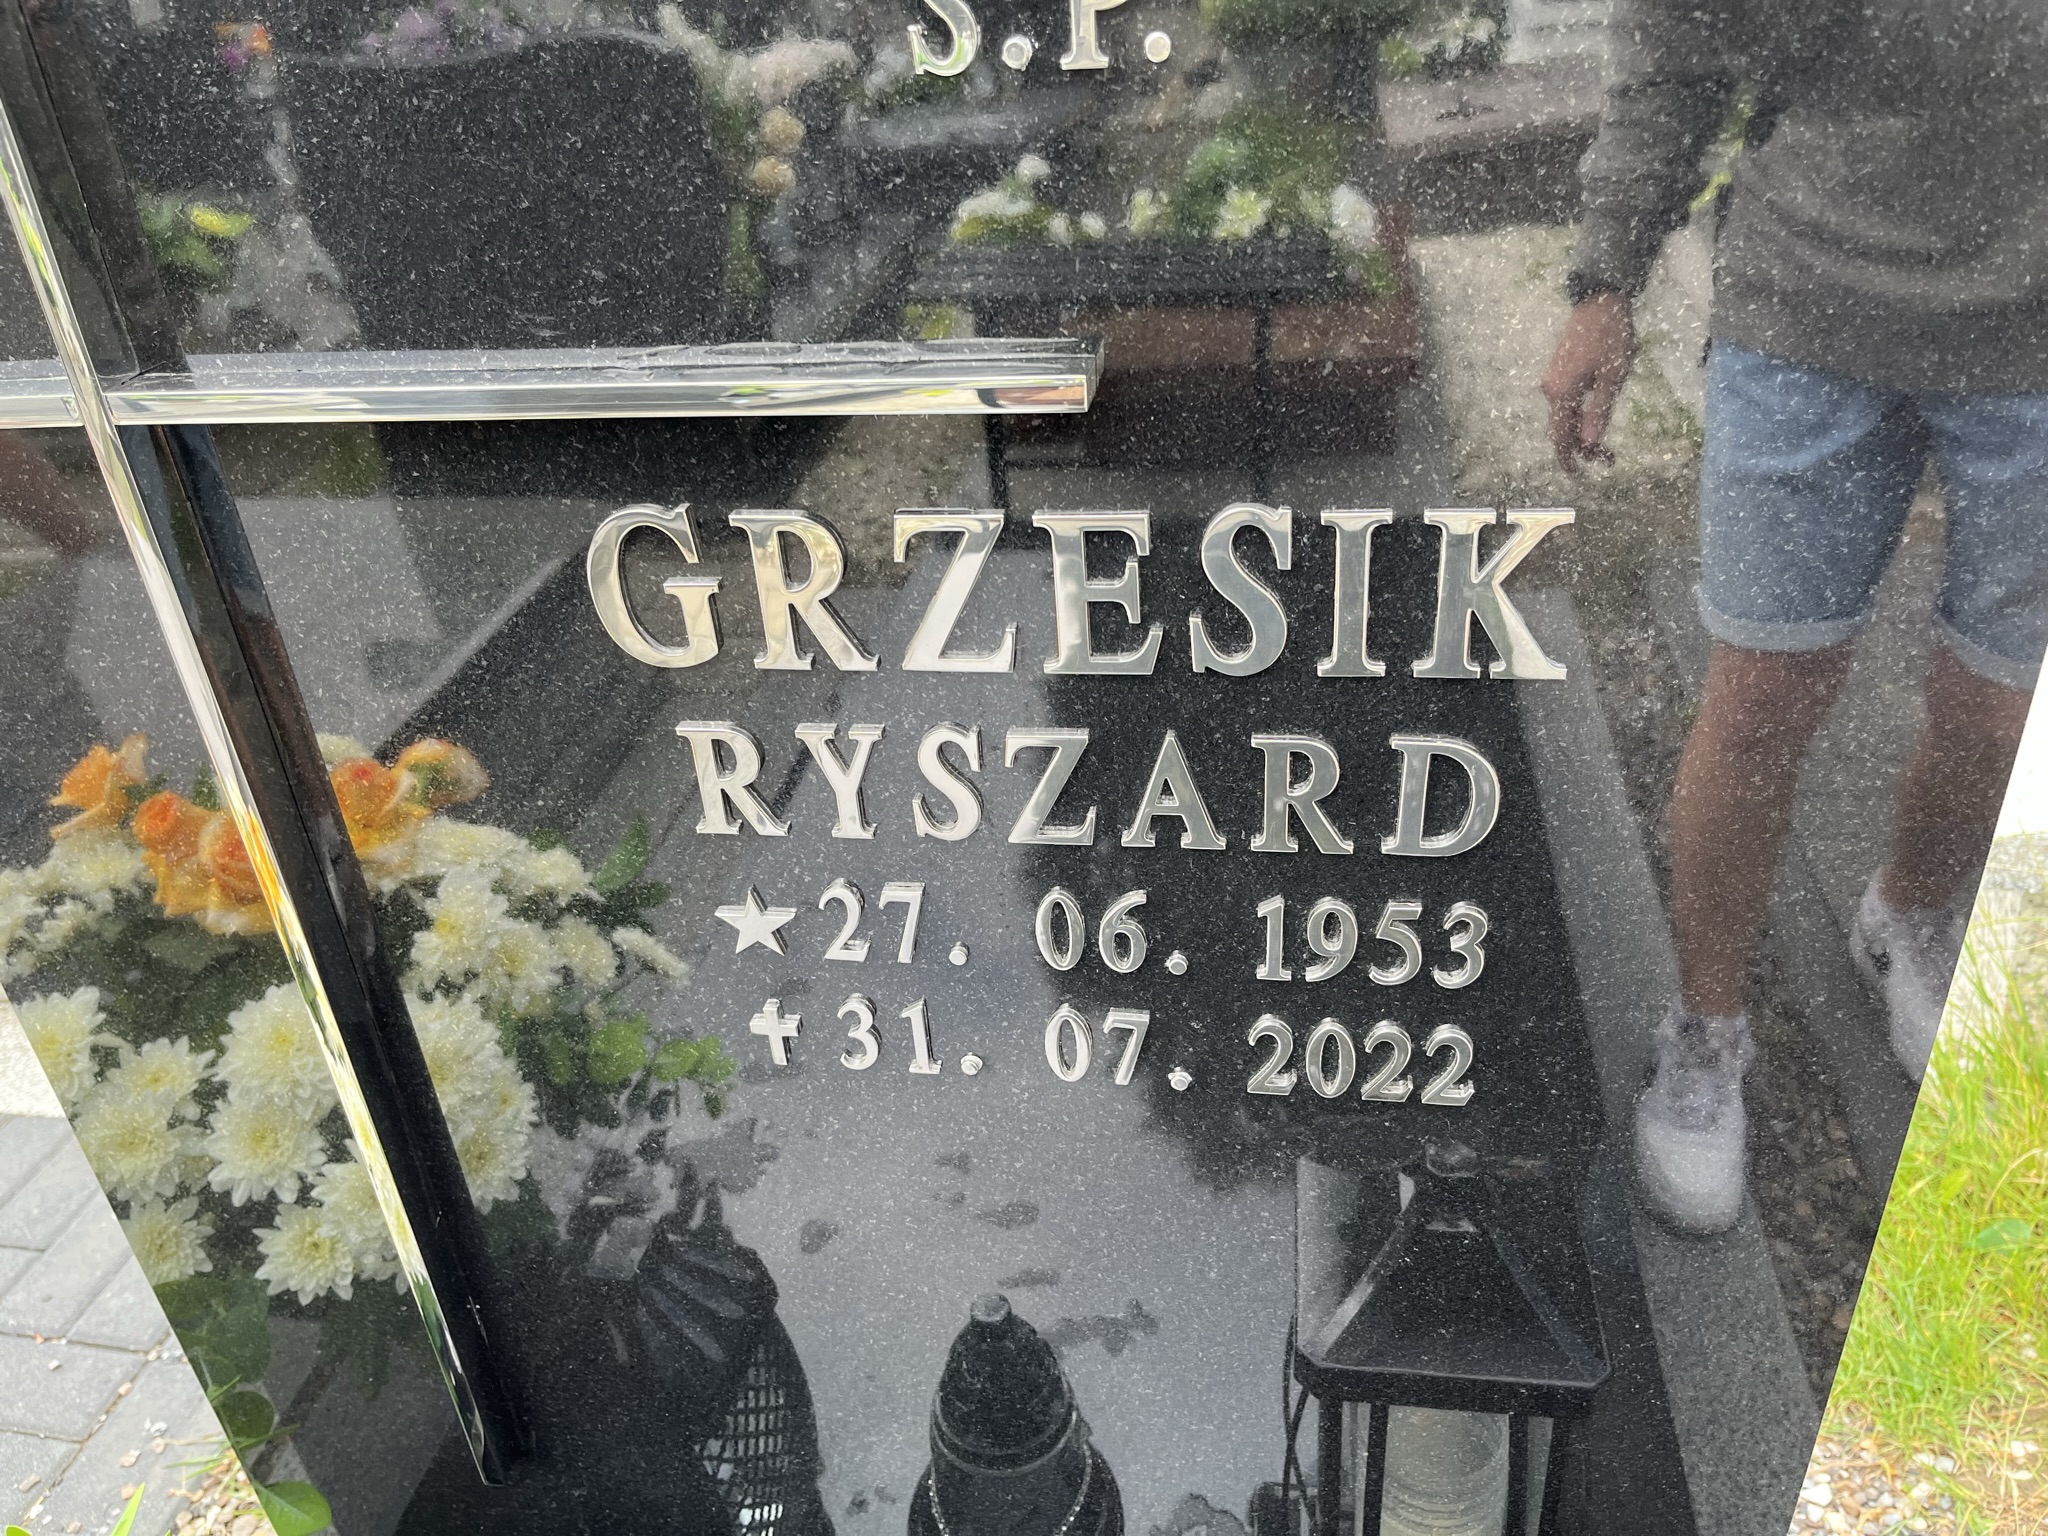 Ś.P.
GRZESIK
RYSZARD
★ 27. 06. 1953
✝ 31. 07. 2022